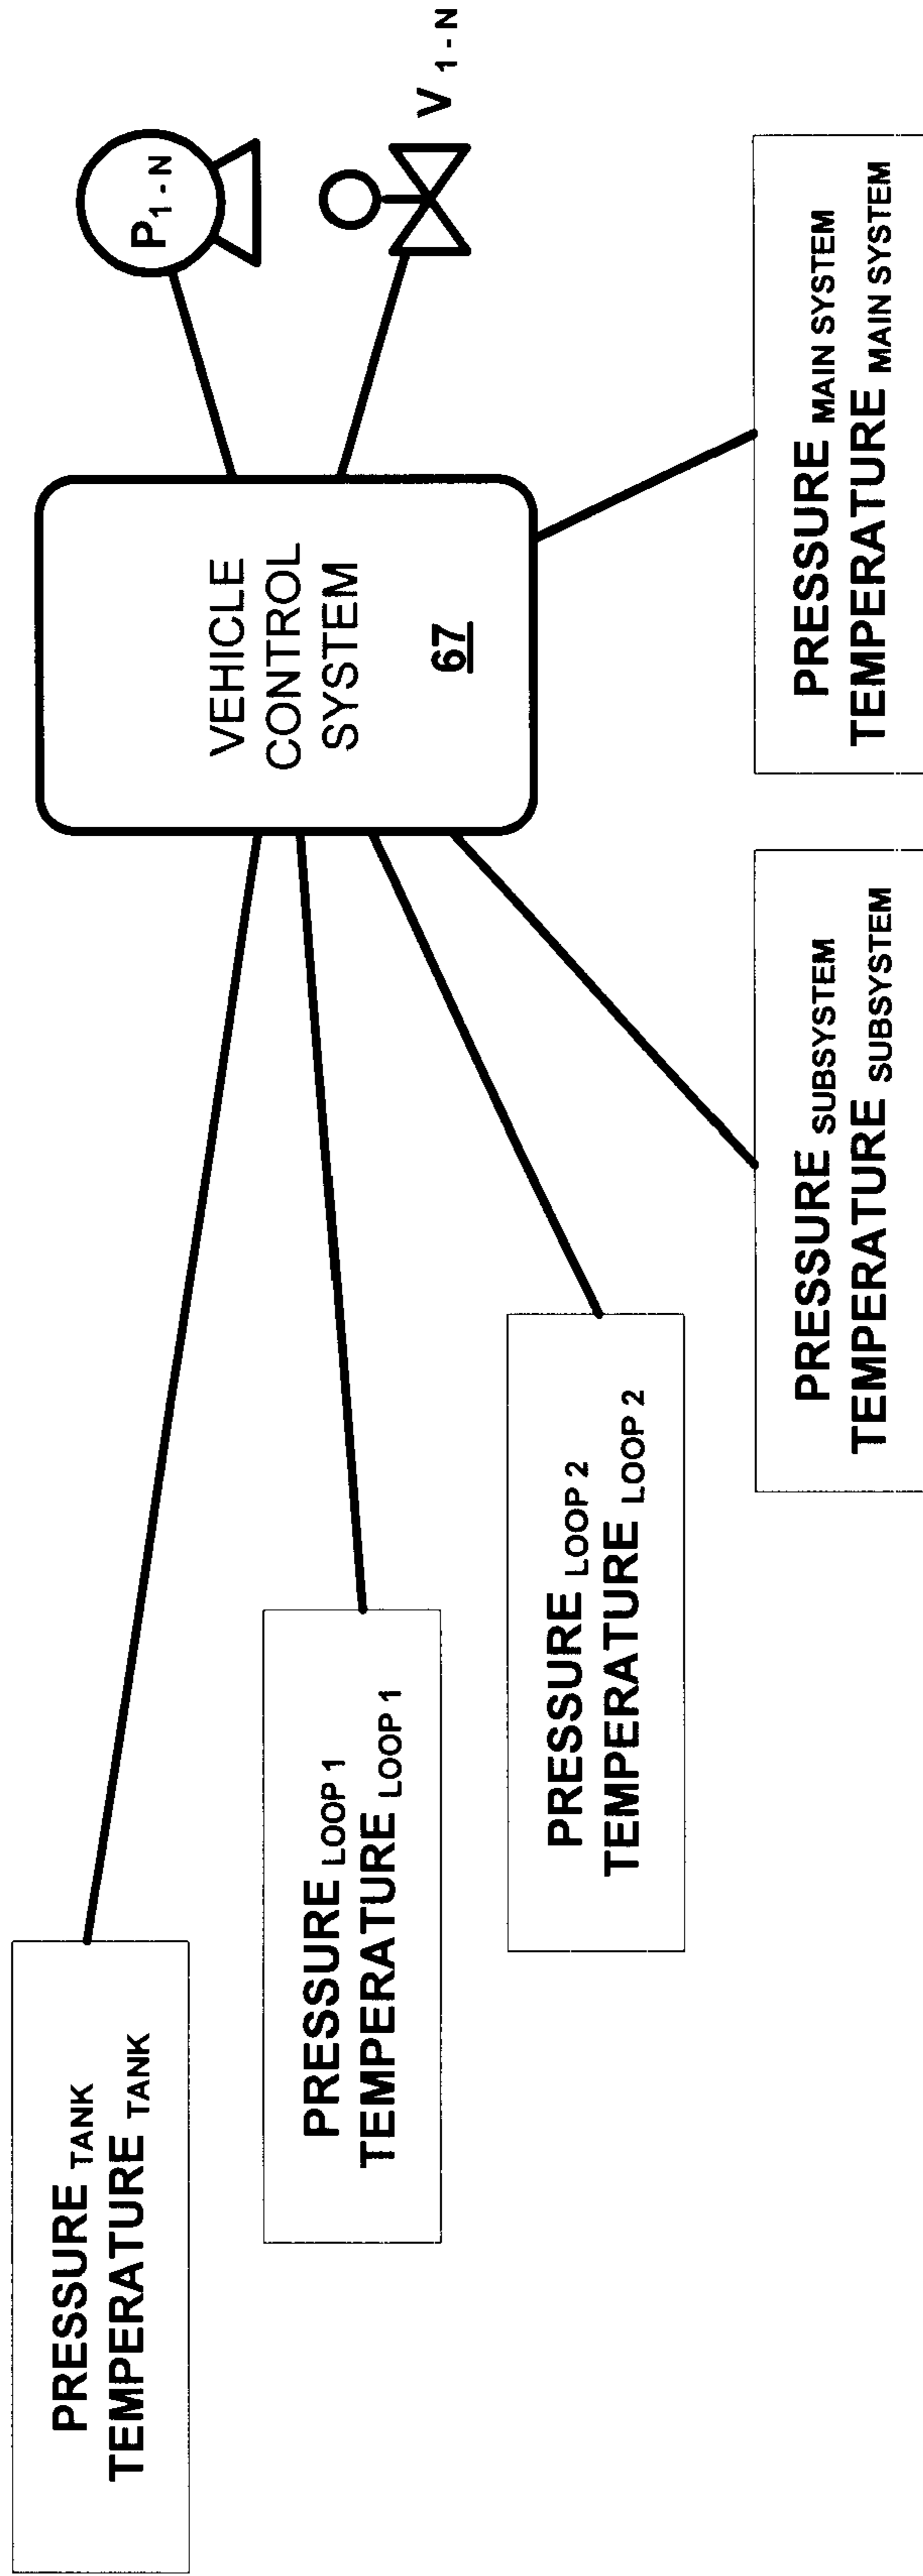 PRESSURE TANK
TEMPERATURE TANK
PRESSURE LOOP 1
TEMPERATURE LOOP 1
PRESSURE LOOP 2
TEMPERATURE LOOP 2
PRESSURE SUBSYSTEM
TEMPERATURE SUBSYSTEM
PRESSURE MAIN SYSTEM
TEMPERATURE MAIN SYSTEM
VEHICLE
CONTROL
SYSTEM
67
P1-N
V 1-N